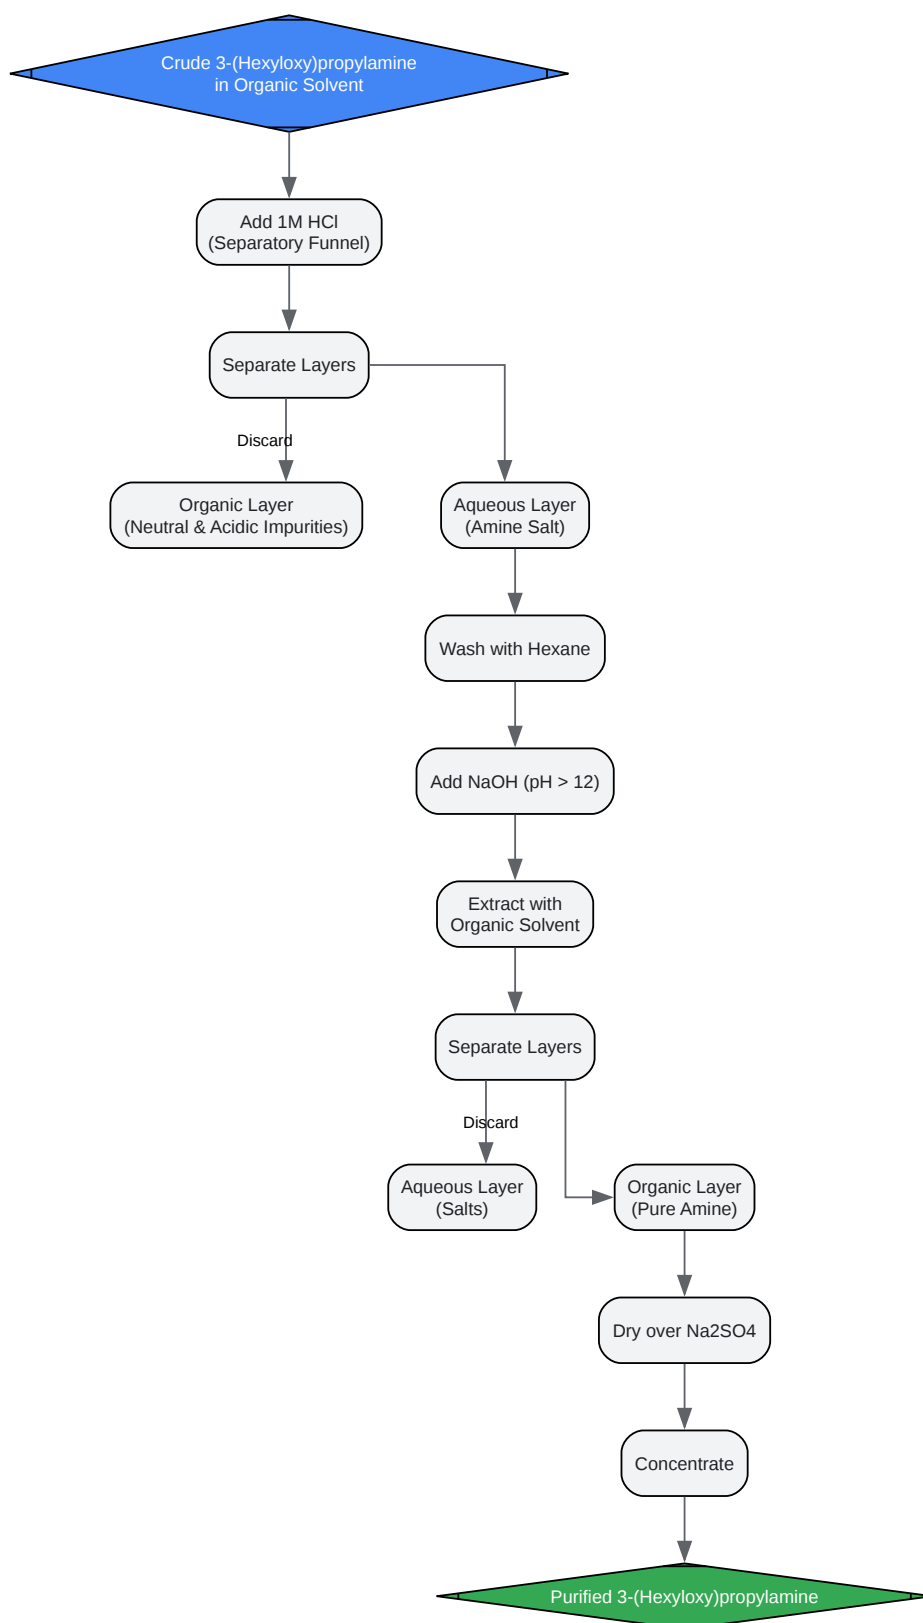 Crude 3-(Hexyloxy)propylamine
in Organic Solvent
Add 1M HCl
(Separatory Funnel)
Separate Layers
Discard
Organic Layer
(Neutral & Acidic Impurities)
Aqueous Layer
(Amine Salt)
Wash with Hexane
Add NaOH (pH > 12)
Extract with
Organic Solvent
Separate Layers
Discard
Aqueous Layer
(Salts)
Organic Layer
(Pure Amine)
Dry over Na2SO4
Concentrate
Purified 3-(Hexyloxy)propylamine